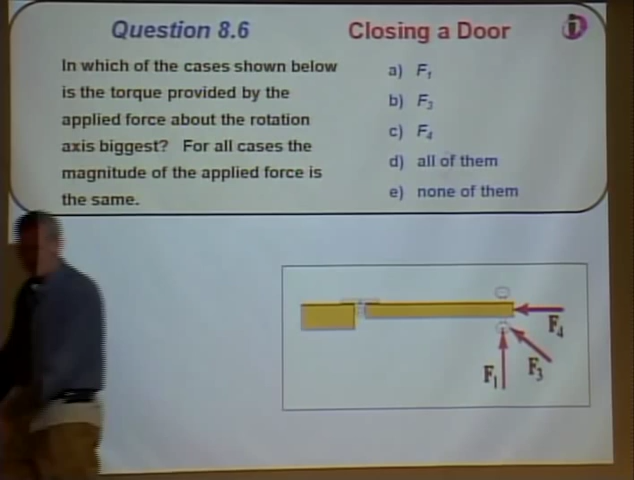 Question 8.6
Closing a Door
In which of the cases shown below
is the torque provided by the
applied force about the rotation
axis biggest? For all cases the
magnitude of the applied force is
the same.
a) F₁
b) F₃
c) F₄
d) all of them
e) none of them
F₄
F₃
F₁